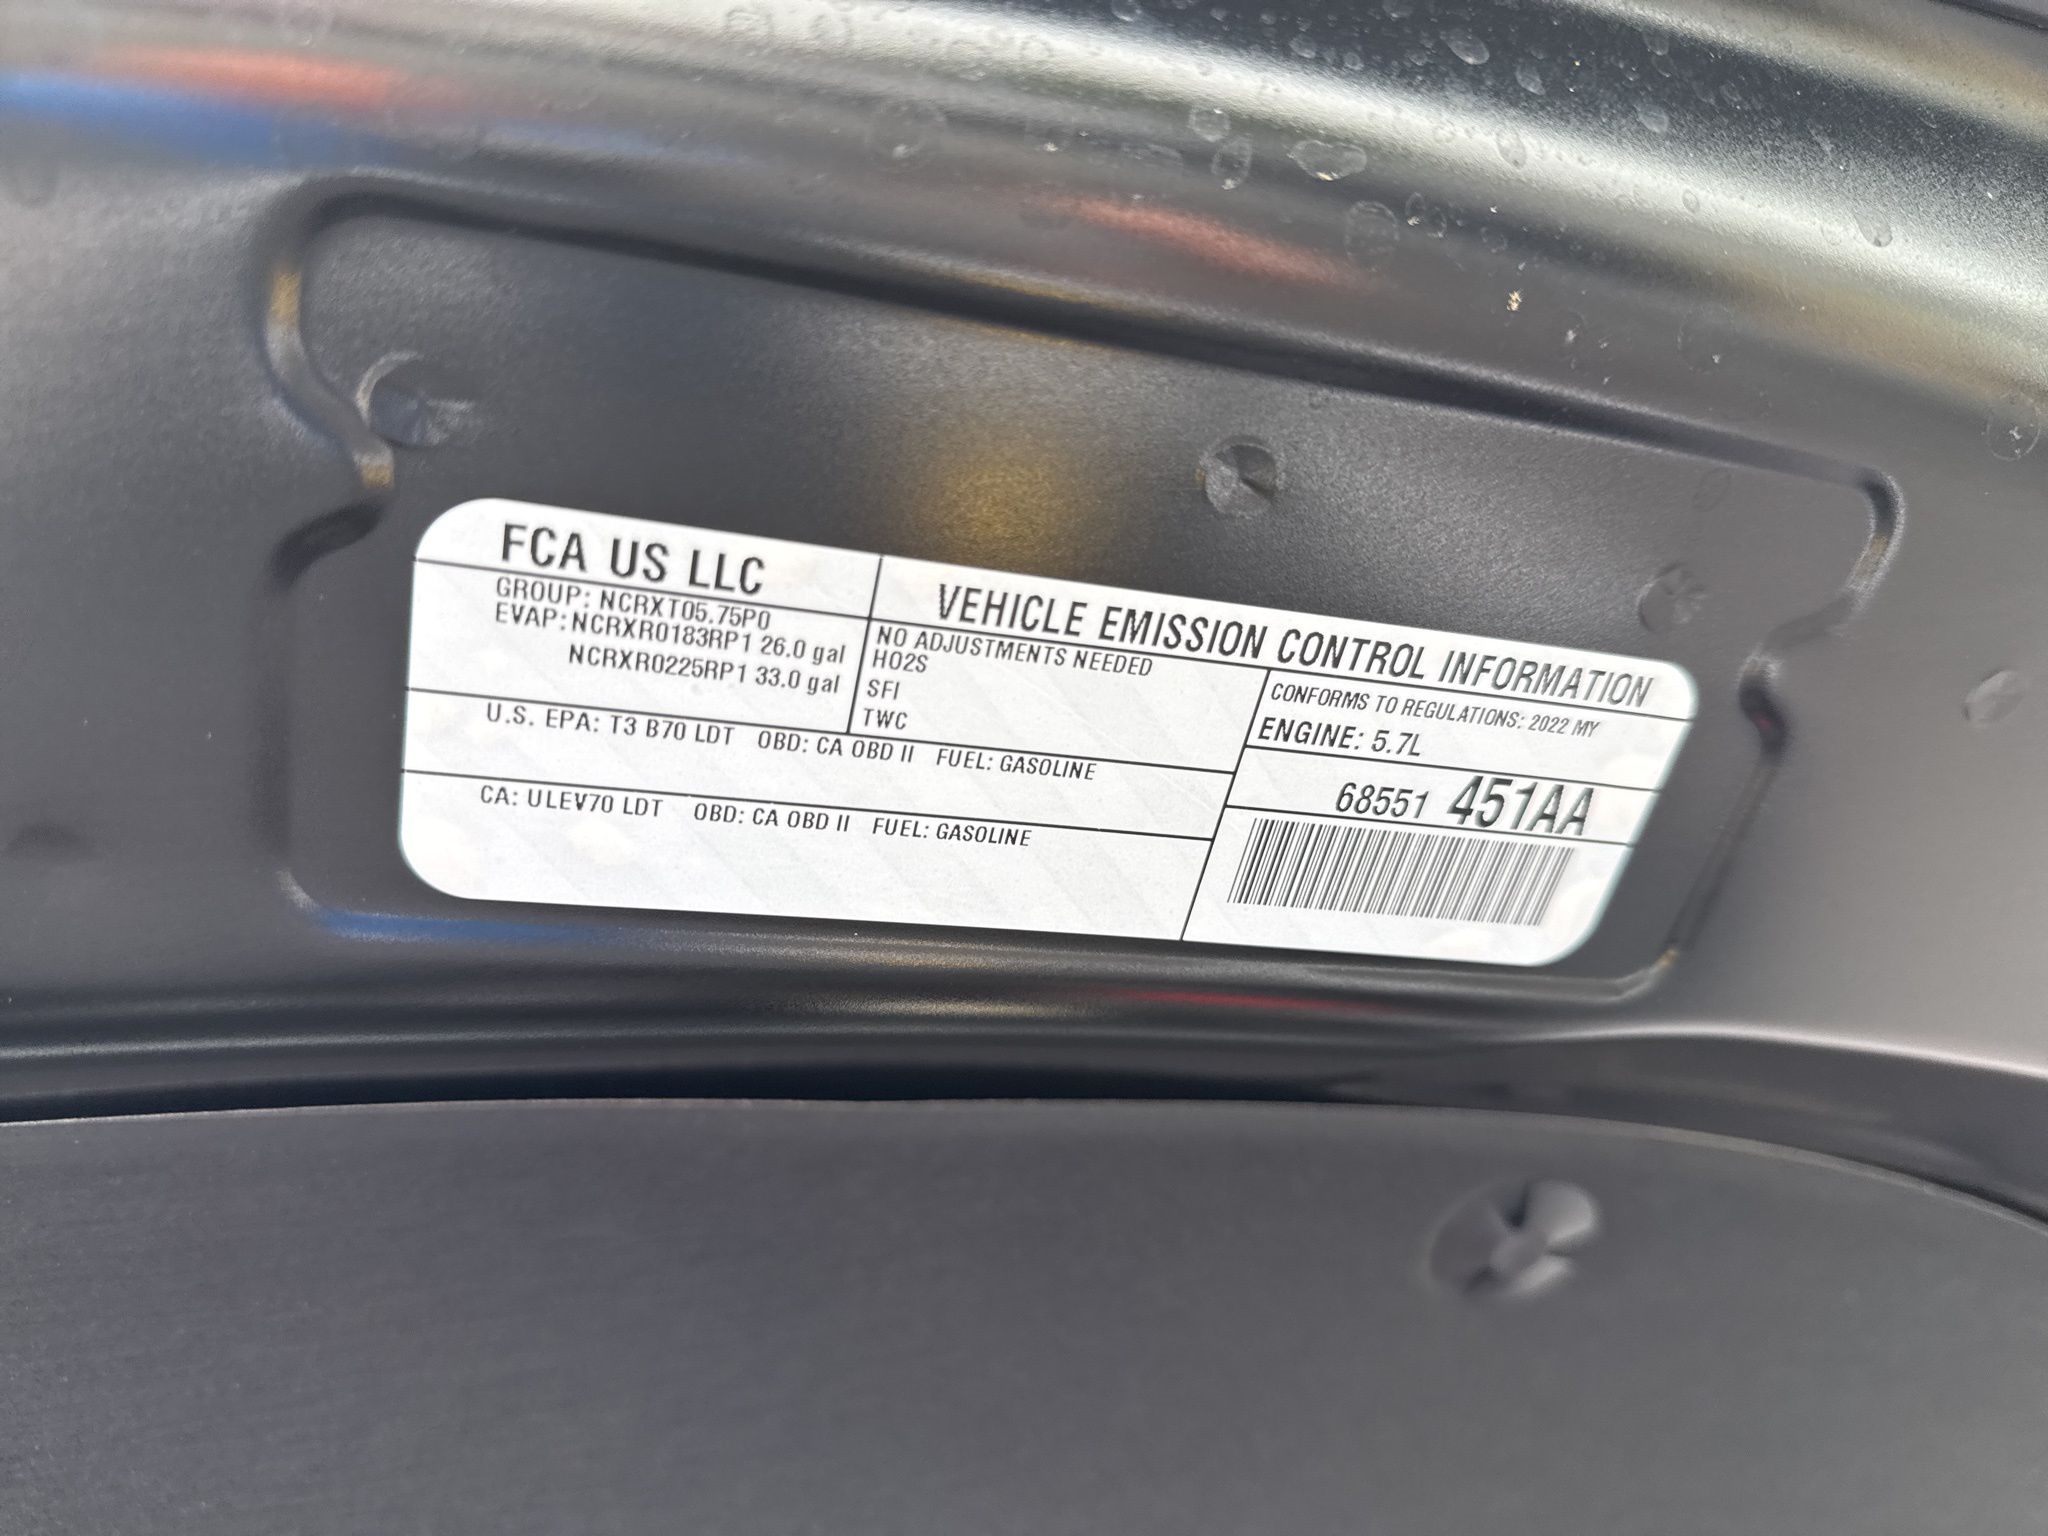 FCA US LLC
GROUP: NCRXT05.75P0
EVAP: NCRXR0183RP1 26.0 gal
NCRXR0225RP1 33.0 gal
VEHICLE EMISSION CONTROL INFORMATION
NO ADJUSTMENTS NEEDED
HO2S
SFI
TWC
CONFORMS TO REGULATIONS: 2022 MY
ENGINE: 5.7L
U.S. EPA: T3 B70 LDT OBD: CA OBD II FUEL: GASOLINE
CA: ULEV70 LDT OBD: CA OBD II FUEL: GASOLINE
68551 451AA